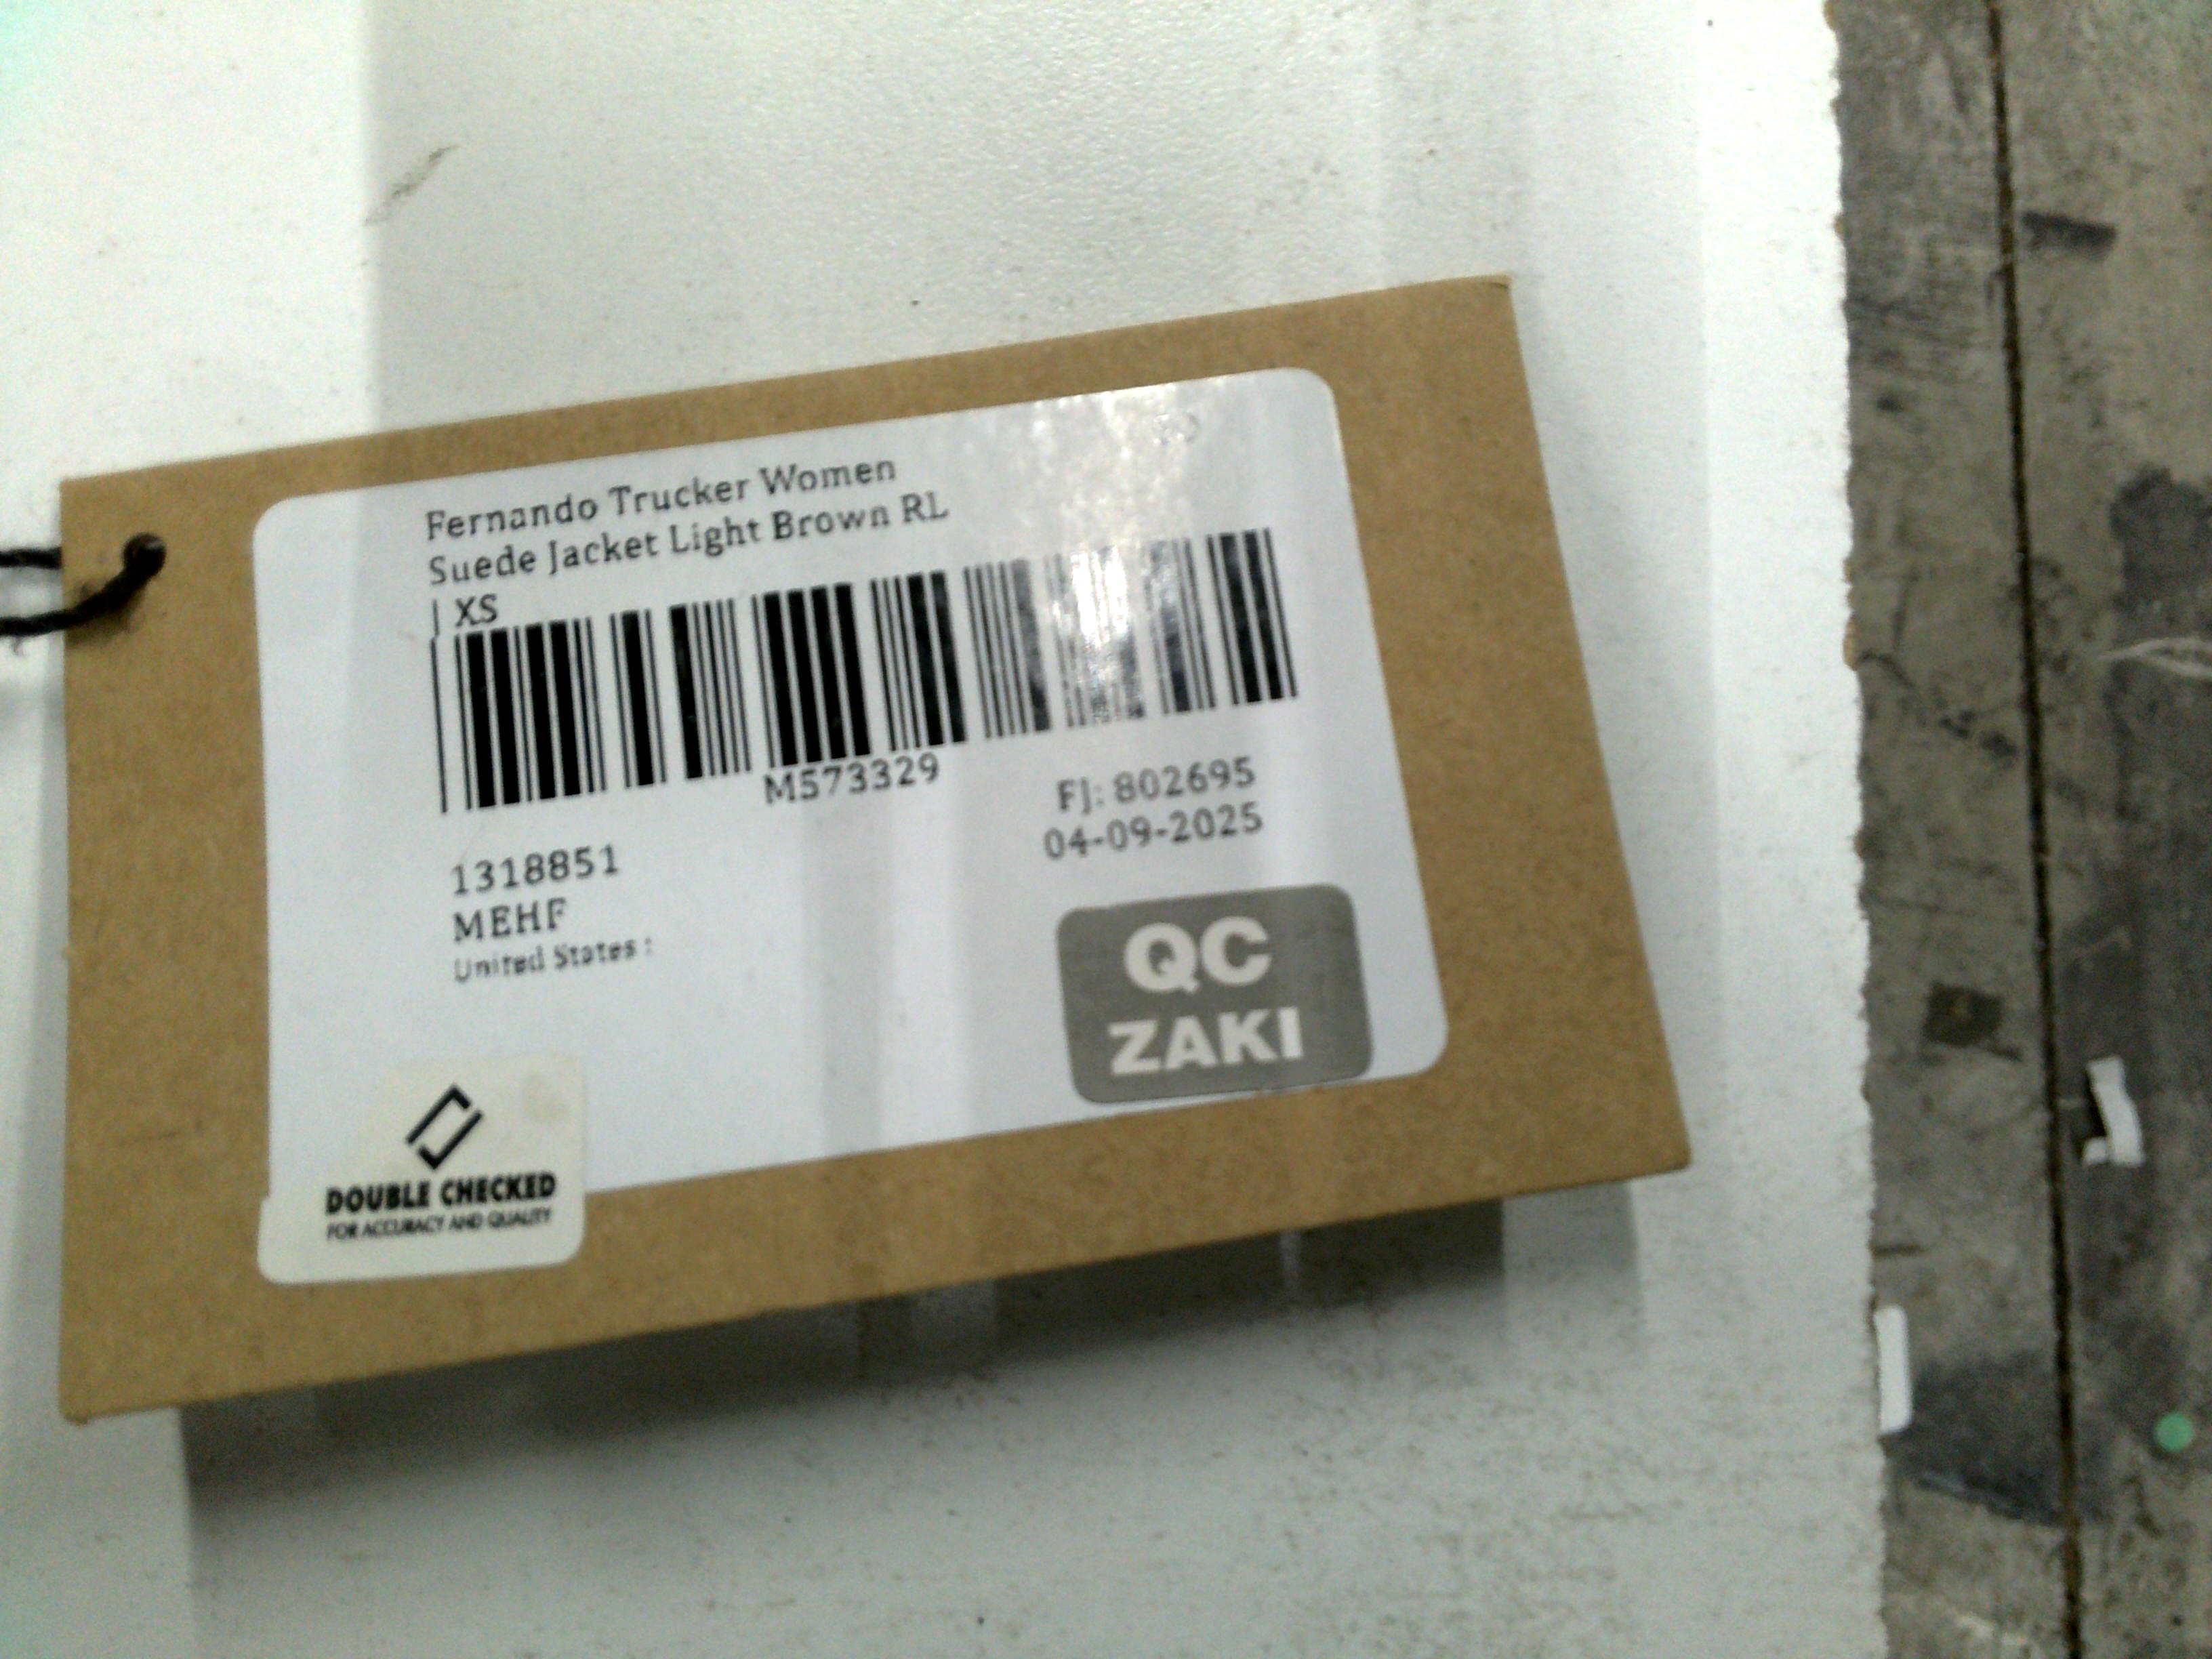 Fernando Trucker Women
Suede Jacket Light Brown RL
| XS
M573329
FJ: 802695
04-09-2025
1318851
MEHF
United States :
QC
ZAKI
DOUBLE CHECKED
FOR ACCURACY AND QUALITY